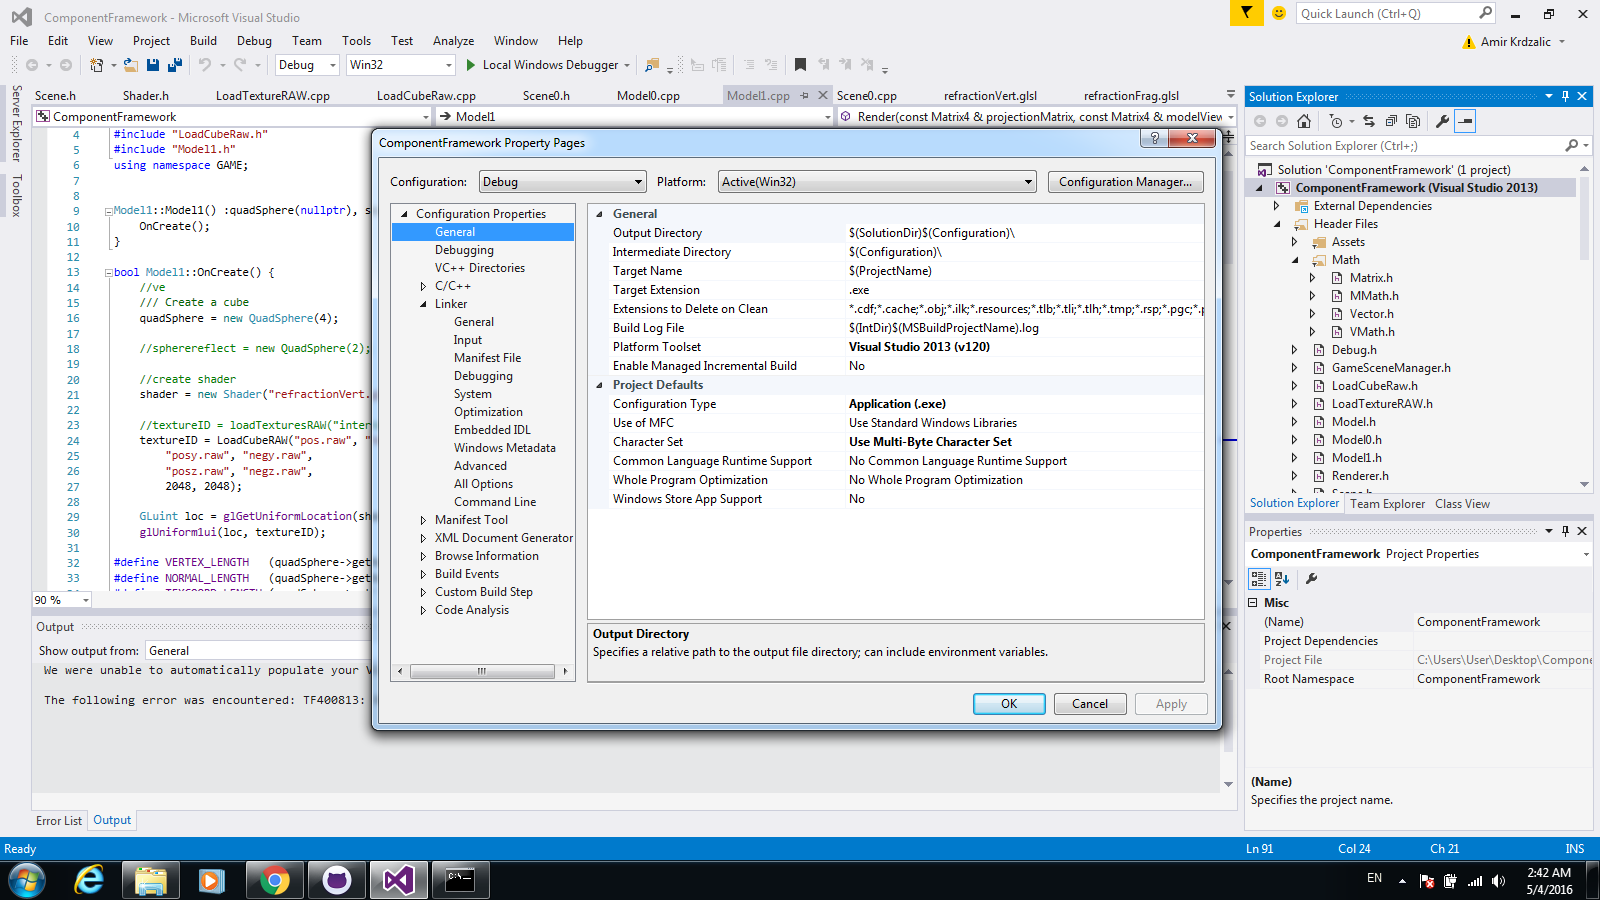 ComponentFramework - Microsoft Visual Studio
Quick Launch (Ctrl+Q)
File Edit View Project Build Debug Team Tools Test Analyze Window Help
Amir Krdzalic
Debug Win32 Local Windows Debugger
Server Explorer
Toolbox
Scene.h Shader.h LoadTextureRAW.cpp LoadCubeRaw.cpp Scene0.h Model0.cpp Model1.cpp Scene0.cpp refractionVert.glsl refractionFrag.glsl
ComponentFramework Model1 Render(const Matrix4 & projectionMatrix, const Matrix4 & modelView
4 #include "LoadCubeRaw.h"
5 #include "Model1.h"
6 using namespace GAME;
7
8
9 Model1::Model1() :quadSphere(nullptr), s
10 OnCreate();
11 }
12
13 bool Model1::OnCreate() {
14 //ve
15 /// Create a cube
16 quadSphere = new QuadSphere(4);
17
18 //spherereflect = new QuadSphere(2);
19
20 //create shader
21 shader = new Shader("refractionVert.
22
23 //textureID = loadTexturesRAW("inter
24 textureID = LoadCubeRAW("pos.raw", "
25 "posy.raw", "negy.raw",
26 "posz.raw", "negz.raw",
27 2048, 2048);
28
29 GLuint loc = glGetUniformLocation(sh
30 glUniform1ui(loc, textureID);
31
32 #define VERTEX_LENGTH (quadSphere->get
33 #define NORMAL_LENGTH (quadSphere->get
90 %
Output
Show output from: General
We were unable to automatically populate your V
The following error was encountered: TF400813:
Error List Output
ComponentFramework Property Pages
Configuration: Debug Platform: Active(Win32) Configuration Manager...
Configuration Properties
General
Debugging
VC++ Directories
C/C++
Linker
General
Input
Manifest File
Debugging
System
Optimization
Embedded IDL
Windows Metadata
Advanced
All Options
Command Line
Manifest Tool
XML Document Generator
Browse Information
Build Events
Custom Build Step
Code Analysis
General
Output Directory $(SolutionDir)$(Configuration)\
Intermediate Directory $(Configuration)\
Target Name $(ProjectName)
Target Extension .exe
Extensions to Delete on Clean *.cdf;*.cache;*.obj;*.ilk;*.resources;*.tlb;*.tli;*.tlh;*.tmp;*.rsp;*.pgc;*.p
Build Log File $(IntDir)$(MSBuildProjectName).log
Platform Toolset Visual Studio 2013 (v120)
Enable Managed Incremental Build No
Project Defaults
Configuration Type Application (.exe)
Use of MFC Use Standard Windows Libraries
Character Set Use Multi-Byte Character Set
Common Language Runtime Support No Common Language Runtime Support
Whole Program Optimization No Whole Program Optimization
Windows Store App Support No
Output Directory
Specifies a relative path to the output file directory; can include environment variables.
OK Cancel Apply
Solution Explorer
Search Solution Explorer (Ctrl+;)
Solution 'ComponentFramework' (1 project)
ComponentFramework (Visual Studio 2013)
External Dependencies
Header Files
Assets
Math
Matrix.h
MMath.h
Vector.h
VMath.h
Debug.h
GameSceneManager.h
LoadCubeRaw.h
LoadTextureRAW.h
Model.h
Model0.h
Model1.h
Renderer.h
Solution Explorer Team Explorer Class View
Properties
ComponentFramework Project Properties
Misc
(Name) ComponentFramework
Project Dependencies
Project File C:\Users\User\Desktop\Compone
Root Namespace ComponentFramework
(Name)
Specifies the project name.
Ready Ln 91 Col 24 Ch 21 INS
EN
2:42 AM
5/4/2016